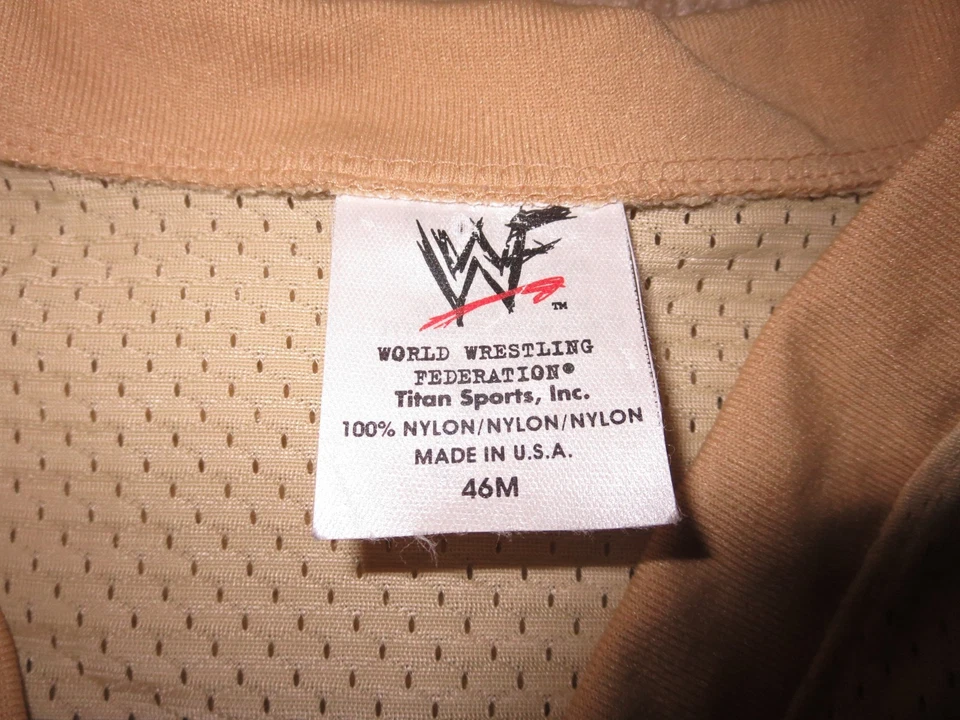 WF
TM
WORLD WRESTLING
FEDERATION®
Titan Sports, Inc.
100% NYLON/NYLON/NYLON
MADE IN U.S.A.
46M